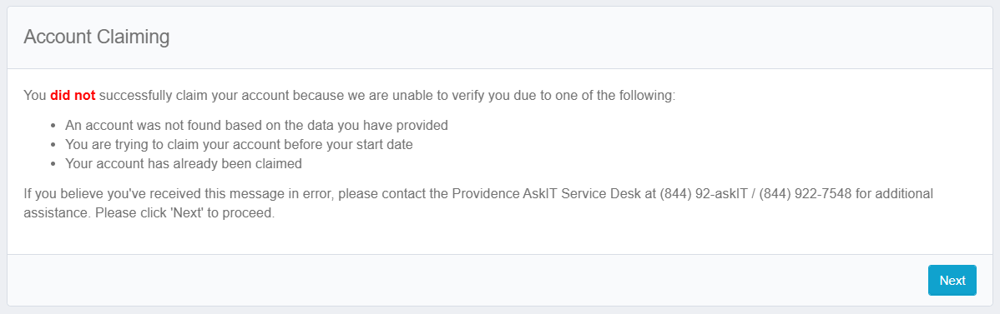 Account Claiming
You did not successfully claim your account because we are unable to verify you due to one of the following:
• An account was not found based on the data you have provided
• You are trying to claim your account before your start date
• Your account has already been claimed
If you believe you've received this message in error, please contact the Providence AskIT Service Desk at (844) 92-askIT / (844) 922-7548 for additional
assistance. Please click 'Next' to proceed.
Next